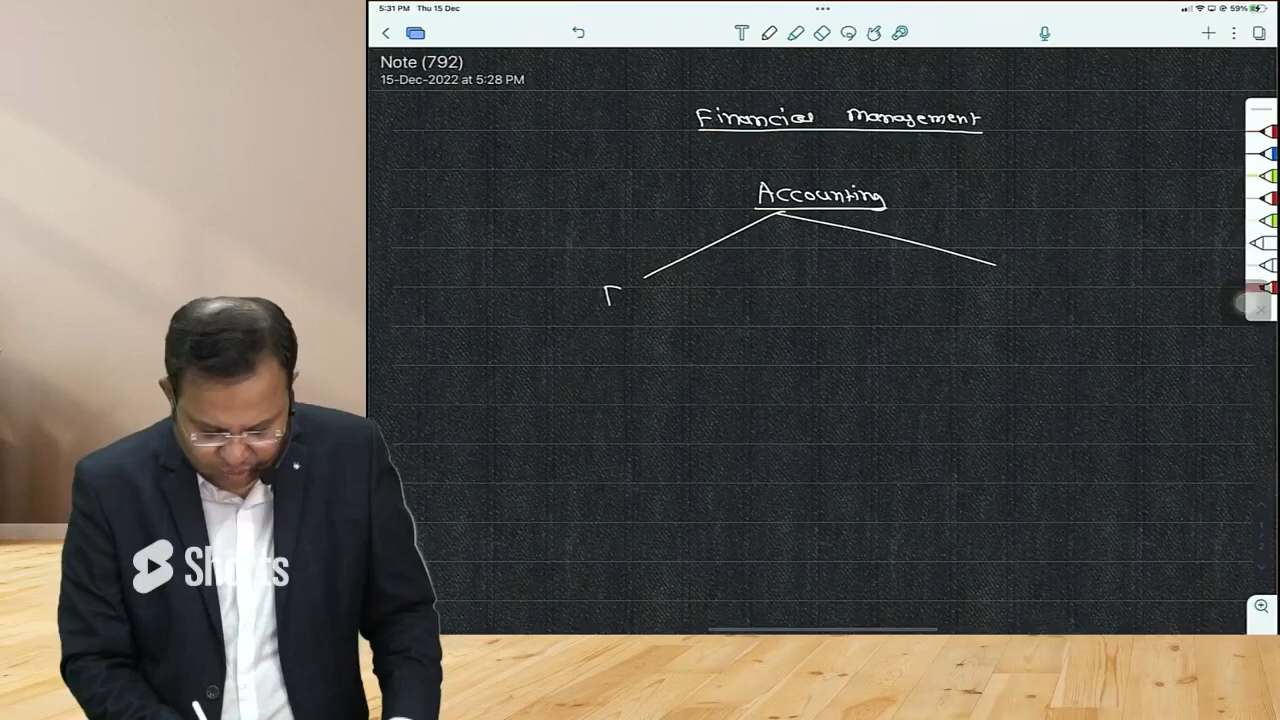 5:31 PM Thu 15 Dec
59%
Note (792)
15-Dec-2022 at 5:28 PM
Financial Management
Accounting
Shorts